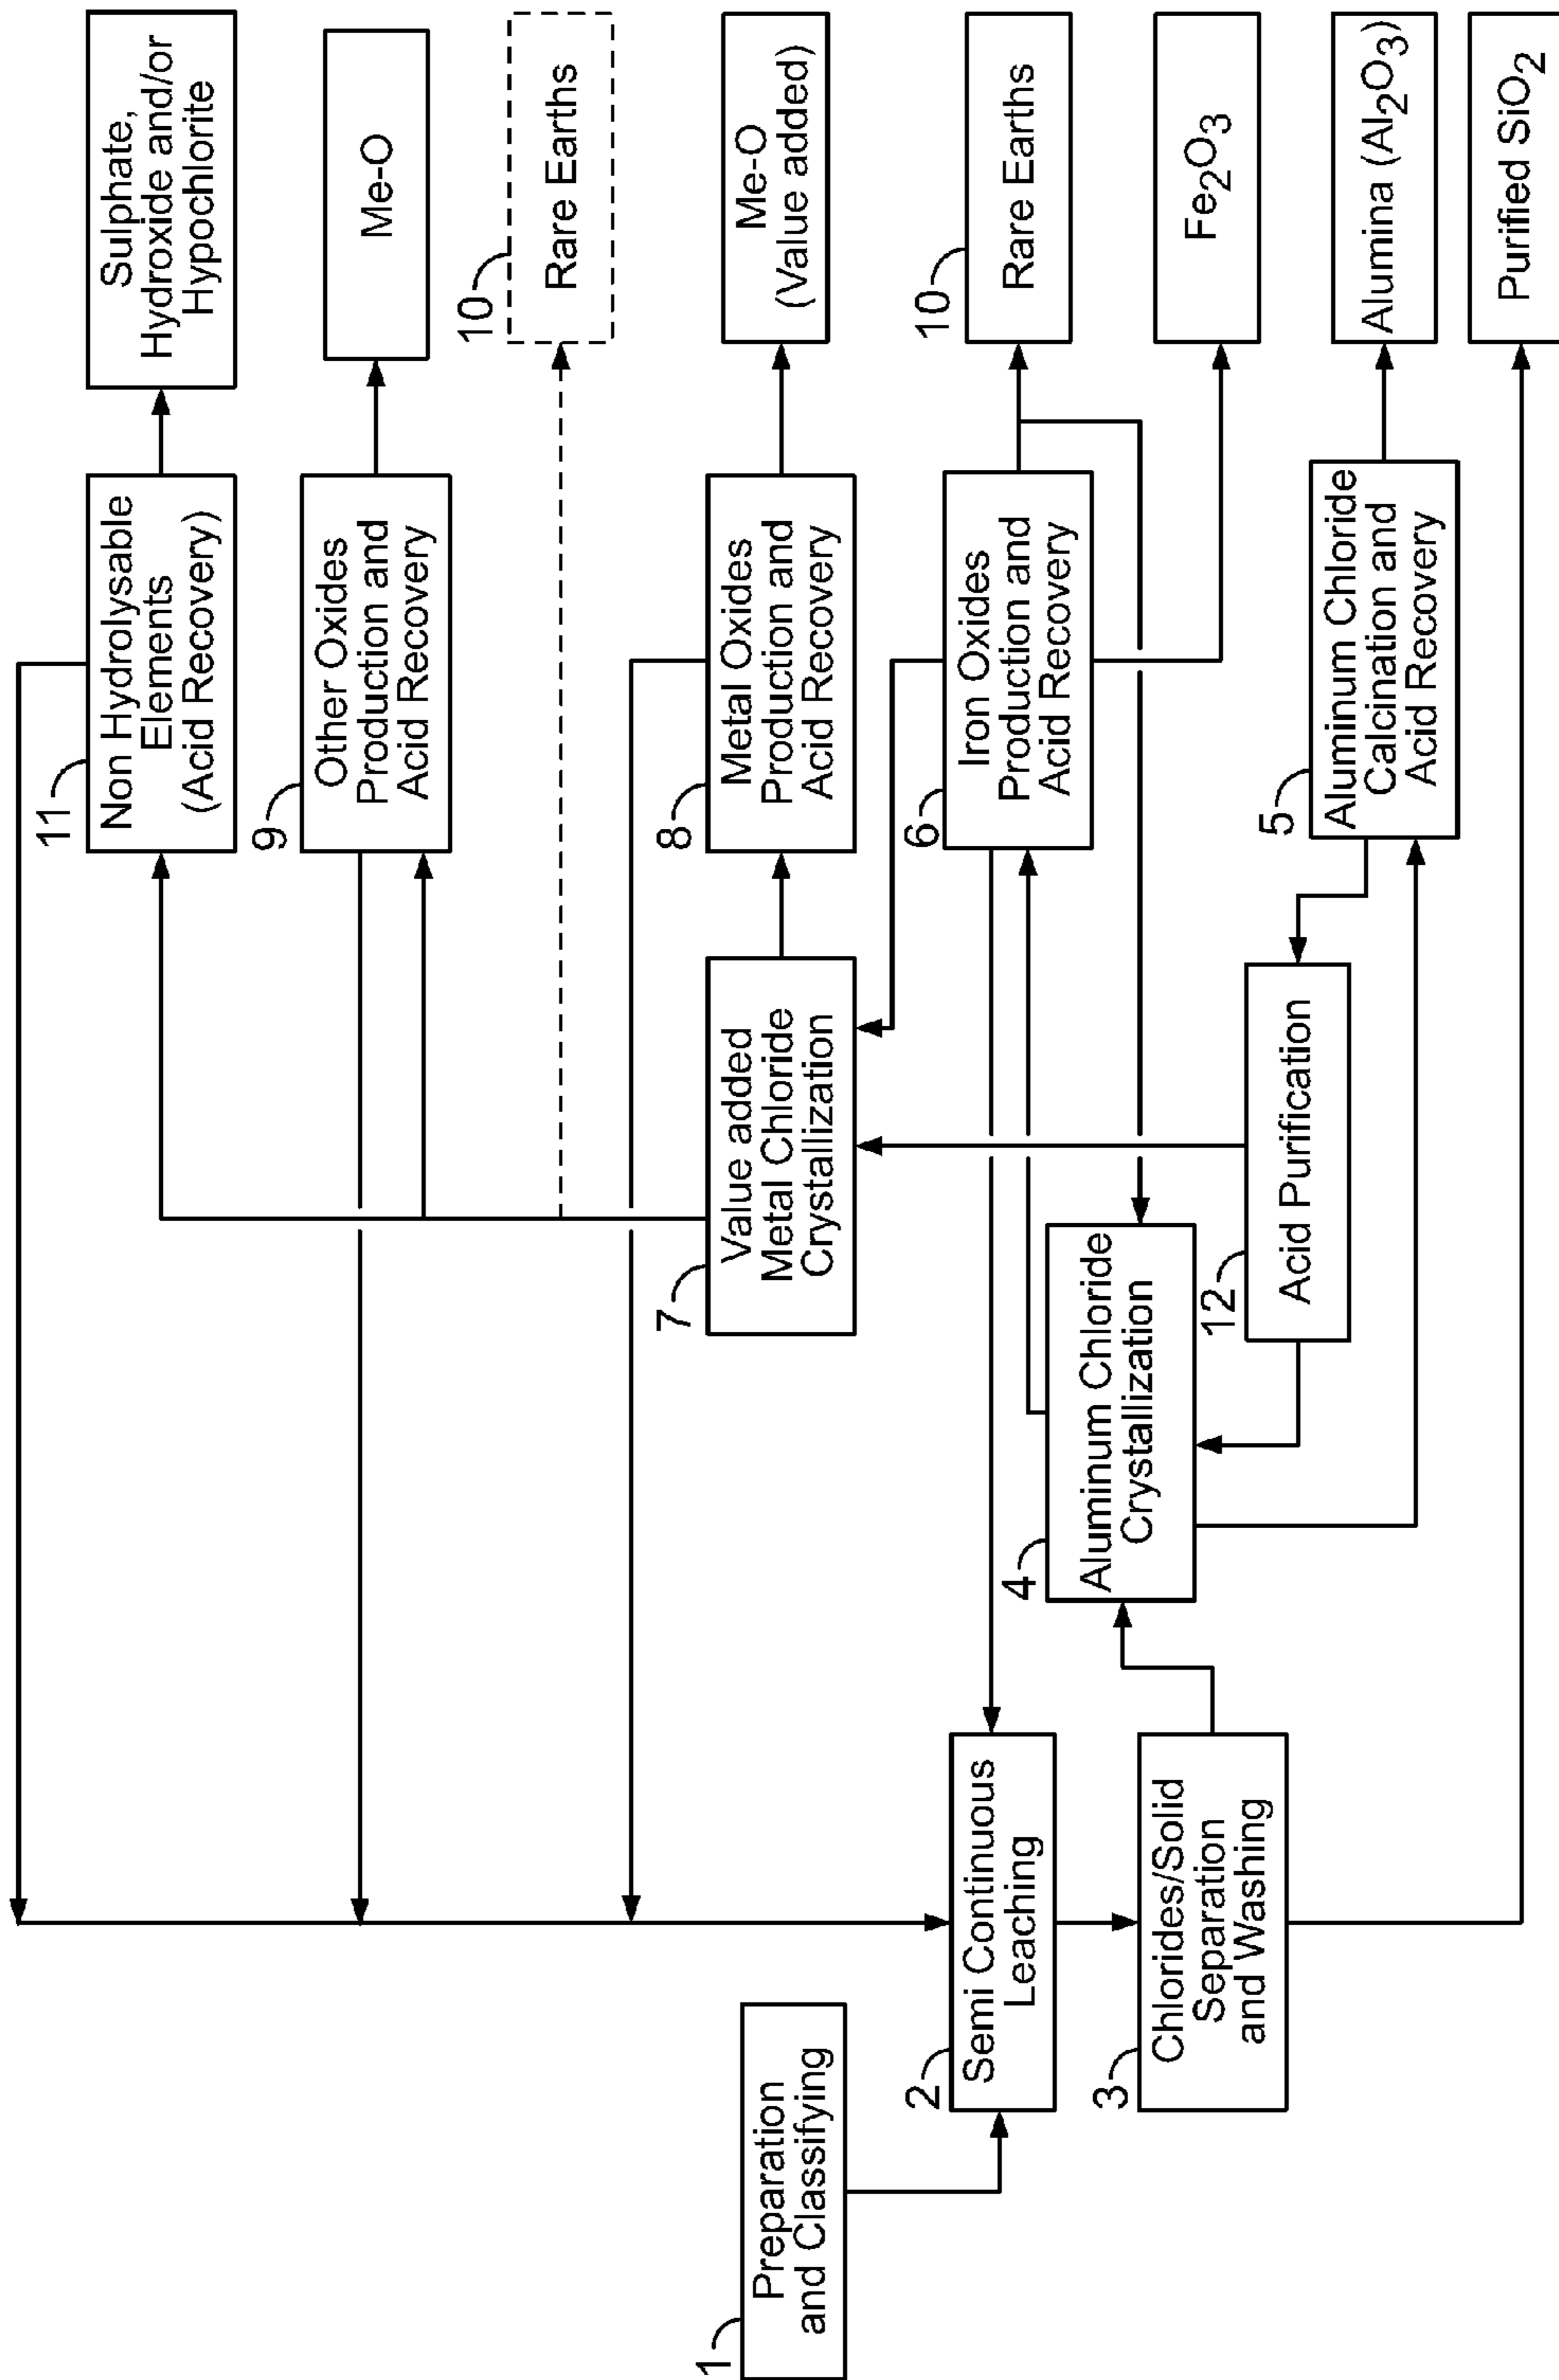 1
Preparation
and Classifying
2
Semi Continuous
Leaching
3
Chlorides/Solid
Separation
and Washing
4
Aluminum Chloride
Crystallization
12
Acid Purification
7
Value added
Metal Chloride
Crystallization
11
Non Hydrolysable
Elements
(Acid Recovery)
9
Other Oxides
Production and
Acid Recovery
8
Metal Oxides
Production and
Acid Recovery
6
Iron Oxides
Production and
Acid Recovery
5
Aluminum Chloride
Calcination and
Acid Recovery
Sulphate,
Hydroxide and/or
Hypochlorite
Me-O
10
Rare Earths
Me-O
(Value added)
10
Rare Earths
Fe2O3
Alumina (Al2O3)
Purified SiO2